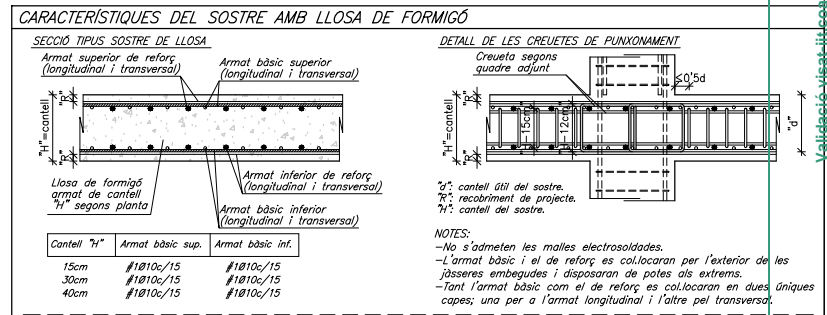 CARACTERÍSTIQUES DEL SOSTRE AMB LLOSA DE FORMIGÓ
SECCIÓ TIPUS SOSTRE DE LLOSA
Armat superior de reforç
(longitudinal i transversal)
Armat bàsic superior
(longitudinal i transversal)
"H"=cantell
"R"
"R"
Llosa de formigó
armat de cantell
"H" segons planta
Armat inferior de reforç
(longitudinal i transversal)
Armat bàsic inferior
(longitudinal i transversal)
Cantell "H" Armat bàsic sup. Armat bàsic inf.
15cm #1Ø10c/15 #1Ø10c/15
30cm #1Ø10c/15 #1Ø10c/15
40cm #1Ø10c/15 #1Ø10c/15
DETALL DE LES CREUETES DE PUNXONAMENT
Creueta segons
quadre adjunt
≤0'5d
"H"=cantell
"R"
"R"
H-15cm
H-12cm
"d"
"d": cantell útil del sostre.
"R": recobriment de projecte.
"H": cantell del sostre.
NOTES:
-No s'admeten les malles electrosoldades.
-L'armat bàsic i el de reforç es col.locaran per l'exterior de les
jàsseres embegudes i disposaran de potes als extrems.
-Tant l'armat bàsic com el de reforç es col.locaran en dues úniques
capes; una per a l'armat longitudinal i l'altre pel transversal.
Validació visat-iit.con